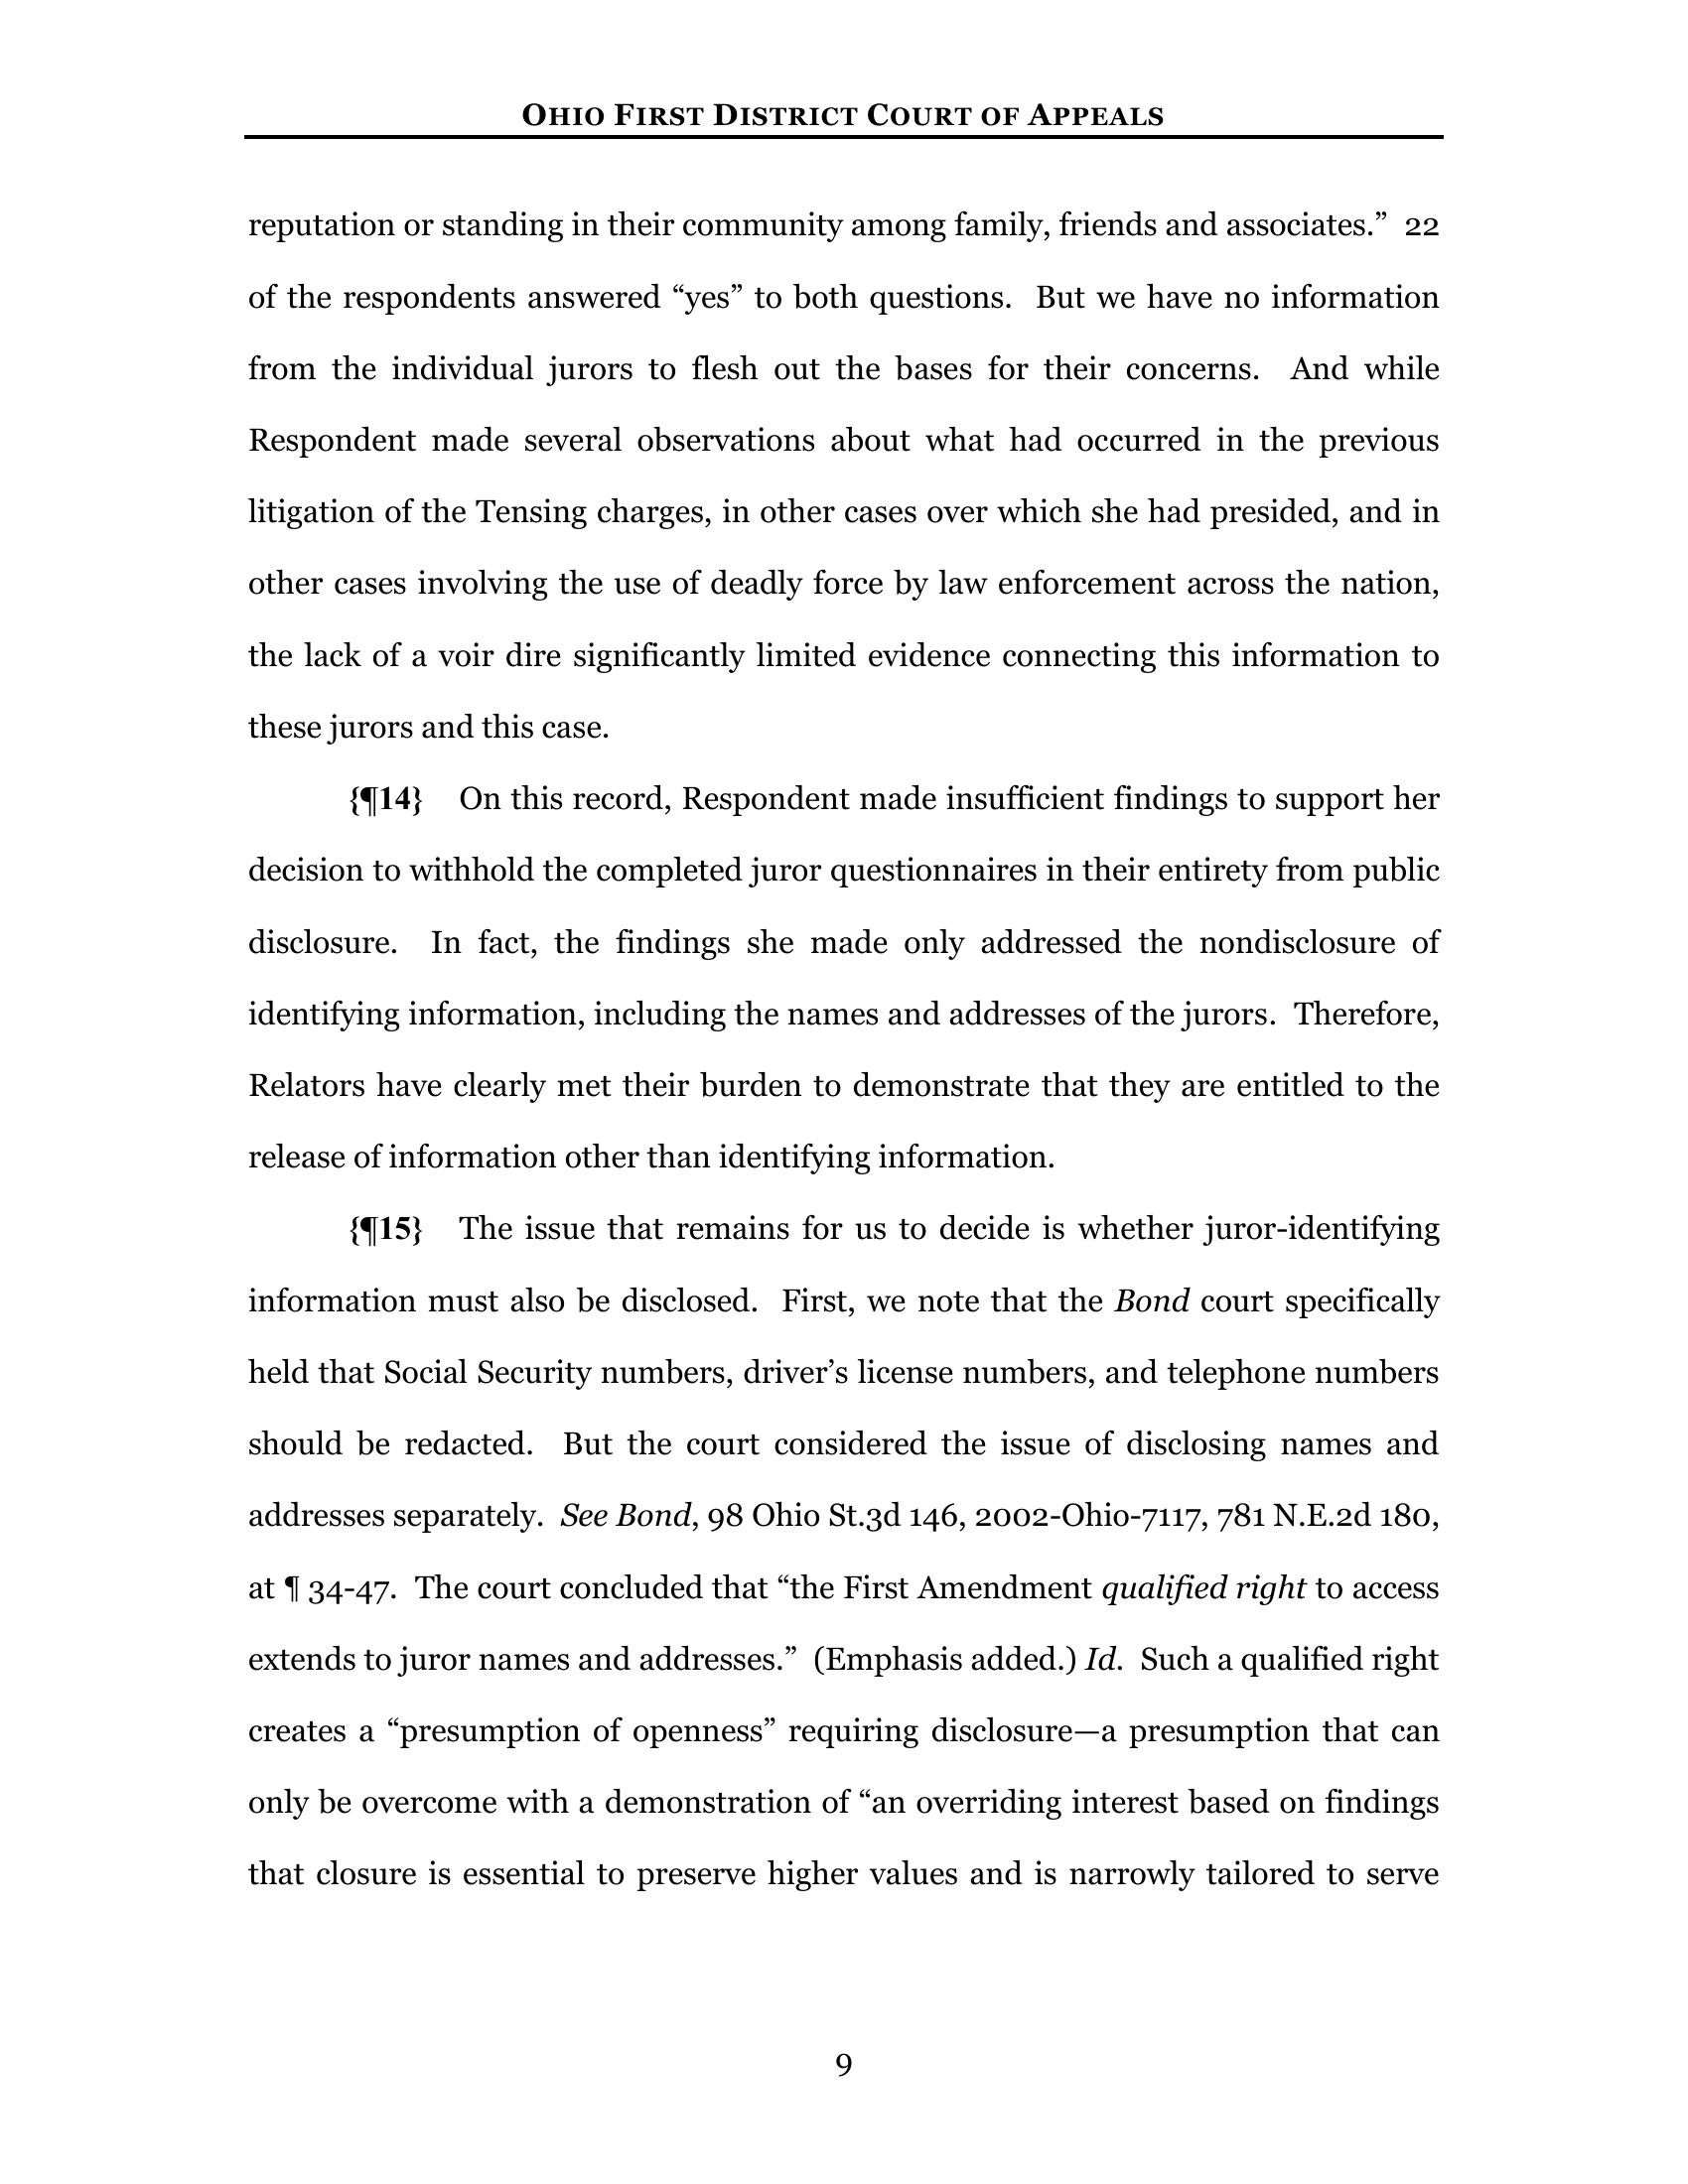 OHIO FIRST DISTRICT COURT OF APPEALS
reputation or standing in their community among family, friends and associates.”  22
of the respondents answered “yes” to both questions.  But we have no information
from the individual jurors to flesh out the bases for their concerns.  And while
Respondent made several observations about what had occurred in the previous
litigation of the Tensing charges, in other cases over which she had presided, and in
other cases involving the use of deadly force by law enforcement across the nation,
the lack of a voir dire significantly limited evidence connecting this information to
these jurors and this case.
{¶14}  On this record, Respondent made insufficient findings to support her
decision to withhold the completed juror questionnaires in their entirety from public
disclosure.  In fact, the findings she made only addressed the nondisclosure of
identifying information, including the names and addresses of the jurors.  Therefore,
Relators have clearly met their burden to demonstrate that they are entitled to the
release of information other than identifying information.
{¶15}  The issue that remains for us to decide is whether juror-identifying
information must also be disclosed.  First, we note that the Bond court specifically
held that Social Security numbers, driver’s license numbers, and telephone numbers
should be redacted.  But the court considered the issue of disclosing names and
addresses separately.  See Bond, 98 Ohio St.3d 146, 2002-Ohio-7117, 781 N.E.2d 180,
at ¶ 34-47.  The court concluded that “the First Amendment qualified right to access
extends to juror names and addresses.”  (Emphasis added.) Id.  Such a qualified right
creates a “presumption of openness” requiring disclosure—a presumption that can
only be overcome with a demonstration of “an overriding interest based on findings
that closure is essential to preserve higher values and is narrowly tailored to serve
9